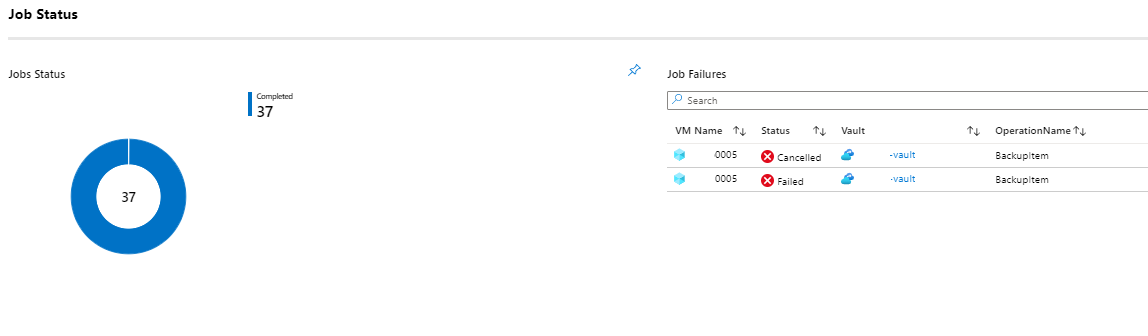 Job Status
Jobs Status
Completed
37
37
Job Failures
Search
VM Name Status Vault OperationName
0005 Cancelled -vault BackupItem
0005 Failed -vault BackupItem